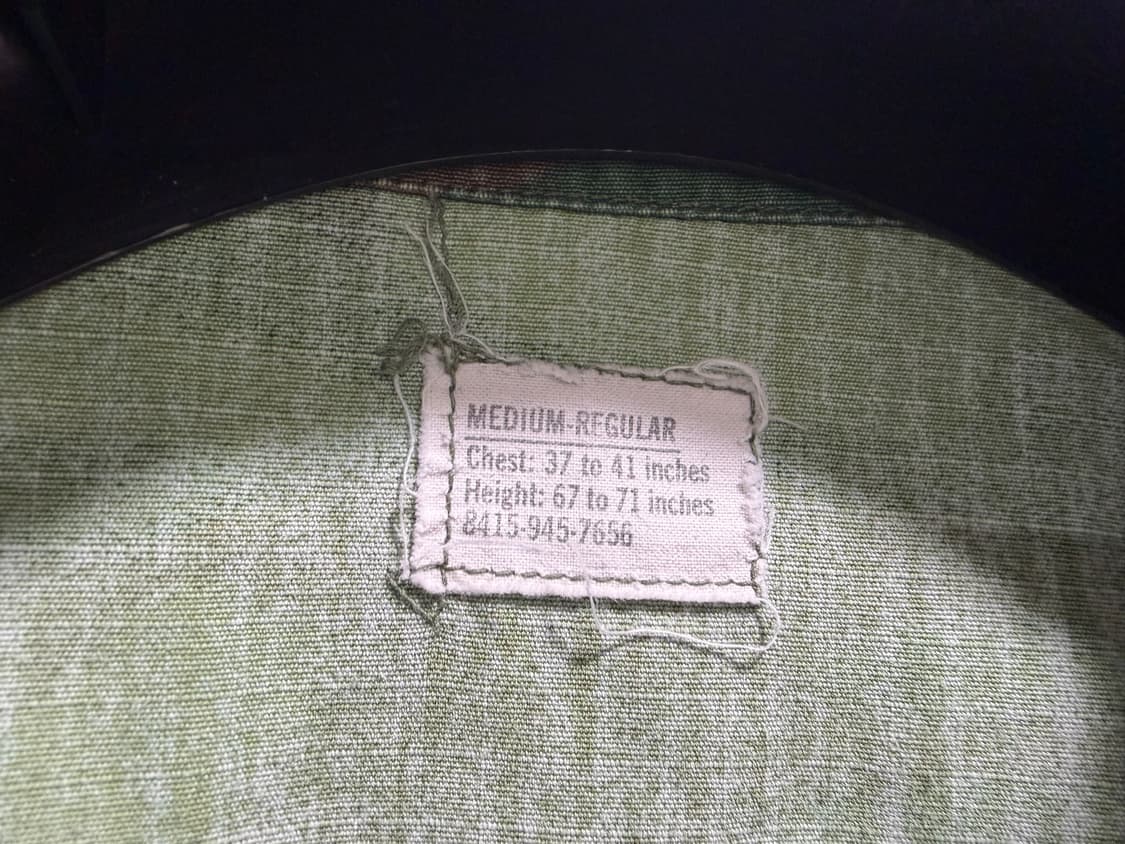 MEDIUM-REGULAR
Chest: 37 to 41 inches
Height: 67 to 71 inches
8415-945-7656